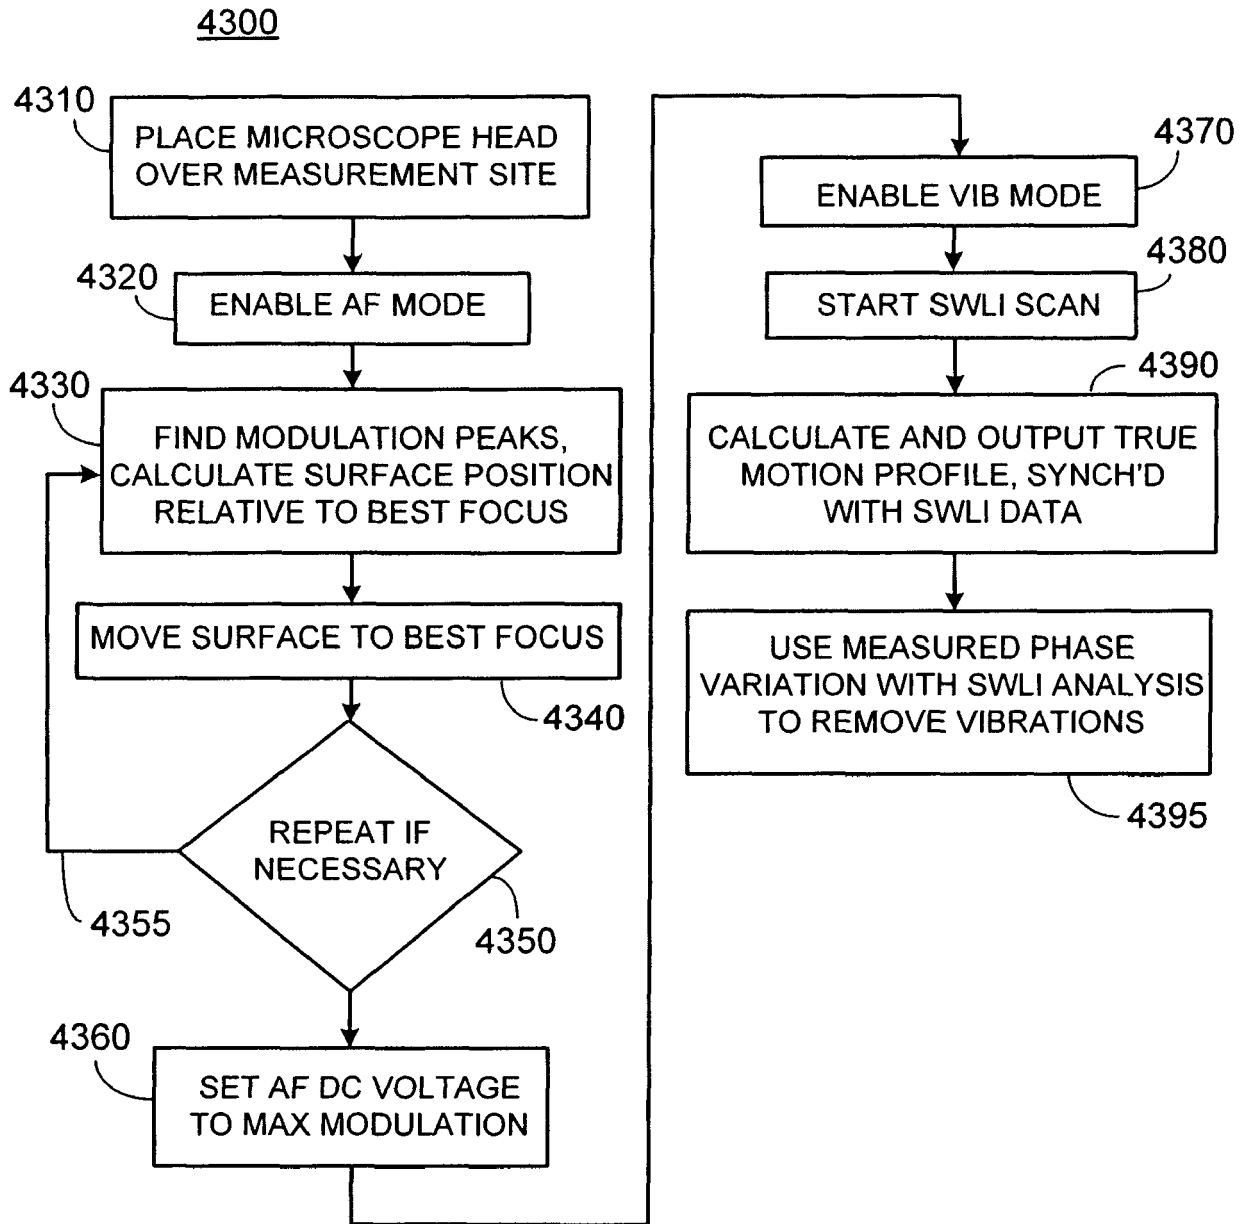 4300
4310
PLACE MICROSCOPE HEAD
OVER MEASUREMENT SITE
4320
ENABLE AF MODE
4330
FIND MODULATION PEAKS,
CALCULATE SURFACE POSITION
RELATIVE TO BEST FOCUS
MOVE SURFACE TO BEST FOCUS
4340
REPEAT IF
NECESSARY
4355
4350
4360
SET AF DC VOLTAGE
TO MAX MODULATION
4370
ENABLE VIB MODE
4380
START SWLI SCAN
4390
CALCULATE AND OUTPUT TRUE
MOTION PROFILE, SYNCH'D
WITH SWLI DATA
USE MEASURED PHASE
VARIATION WITH SWLI ANALYSIS
TO REMOVE VIBRATIONS
4395